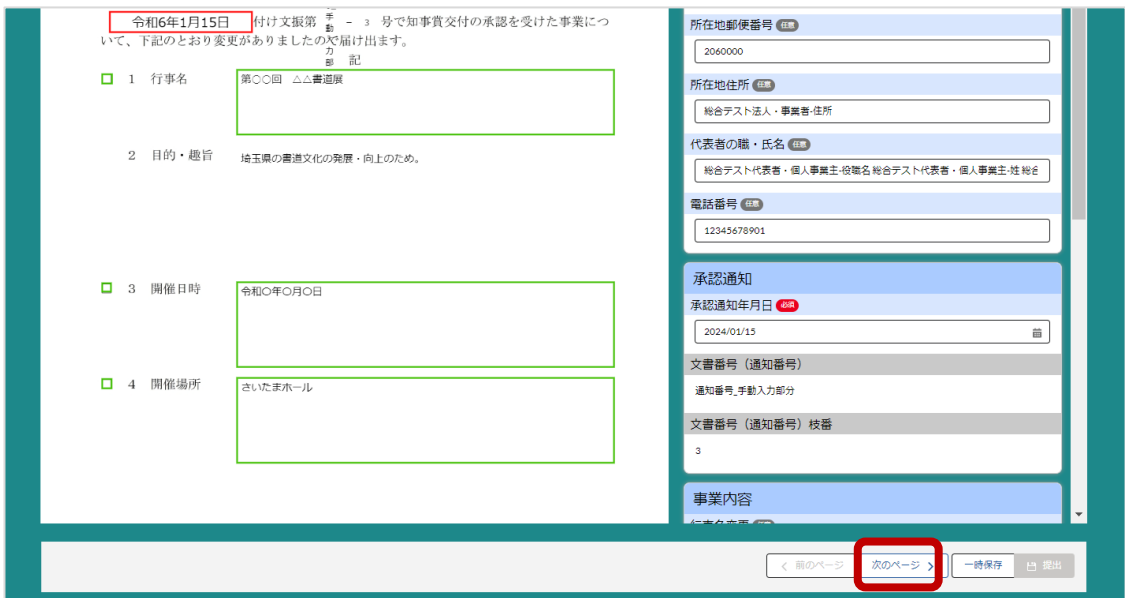 令和6年1月15日 付け文振第 手動 力部 － 3 号で知事賞交付の承認を受けた事業につ
いて、下記のとおり変更がありましたので届け出ます。
記
1 行事名 第〇〇回 △△書道展
2 目的・趣旨 埼玉県の書道文化の発展・向上のため。
3 開催日時 令和〇年〇月〇日
4 開催場所 さいたまホール
所在地郵便番号 任意
2060000
所在地住所 任意
総合テスト法人・事業者-住所
代表者の職・氏名 任意
総合テスト代表者・個人事業主-役職名 総合テスト代表者・個人事業主-姓 総合
電話番号 任意
12345678901
承認通知
承認通知年月日 必須
2024/01/15
文書番号（通知番号）
通知番号_手動入力部分
文書番号（通知番号）枝番
3
事業内容
< 前のページ 次のページ > 一時保存 提出